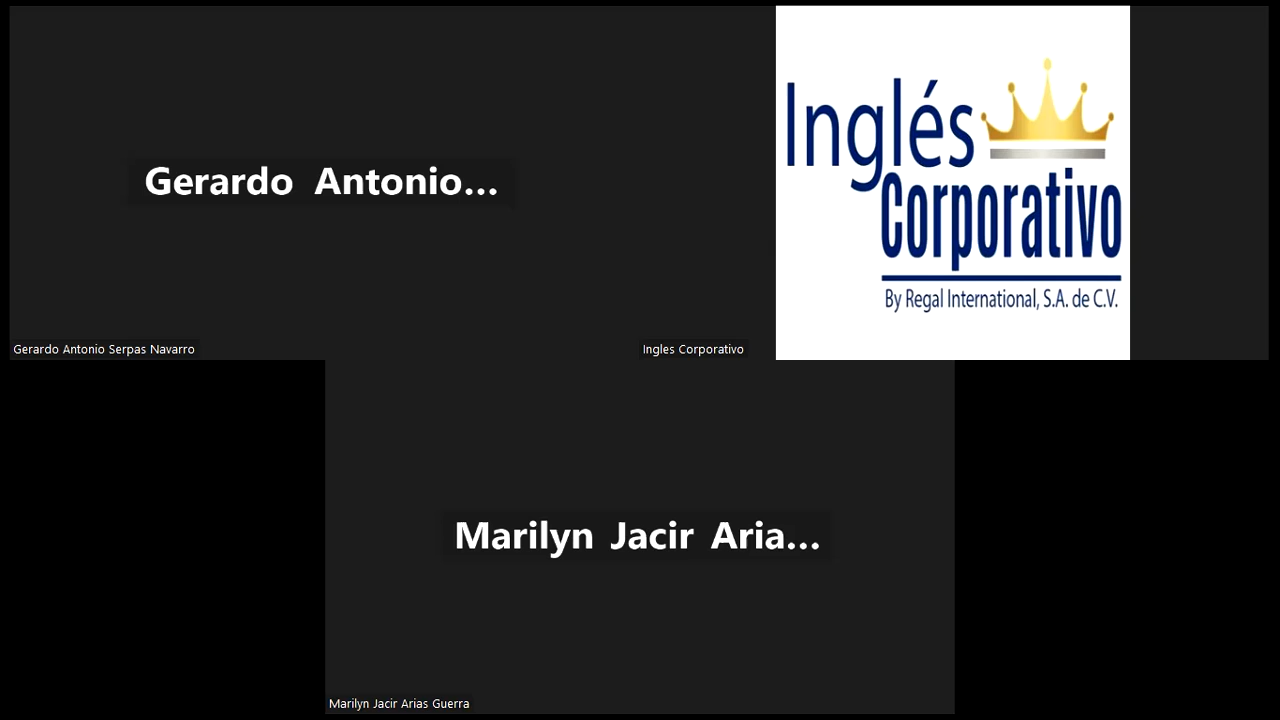 Gerardo Antonio...
Gerardo Antonio Serpas Navarro
Inglés
Corporativo
By Regal International, S.A. de C.V.
Ingles Corporativo
Marilyn Jacir Aria...
Marilyn Jacir Arias Guerra